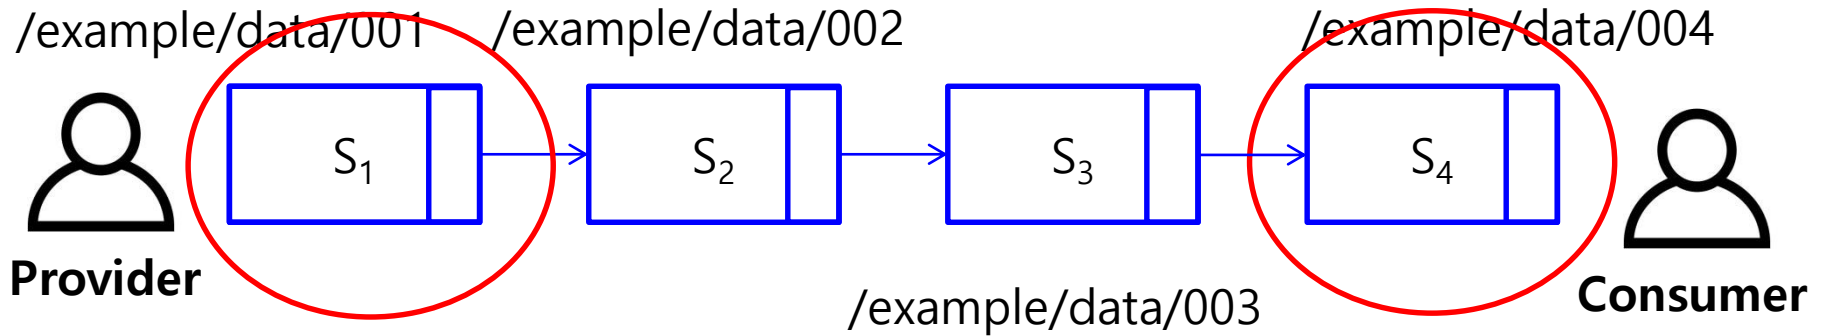 /example/data/001
/example/data/002
/example/data/004
S₁
S₂
S₃
S₄
Provider
/example/data/003
Consumer